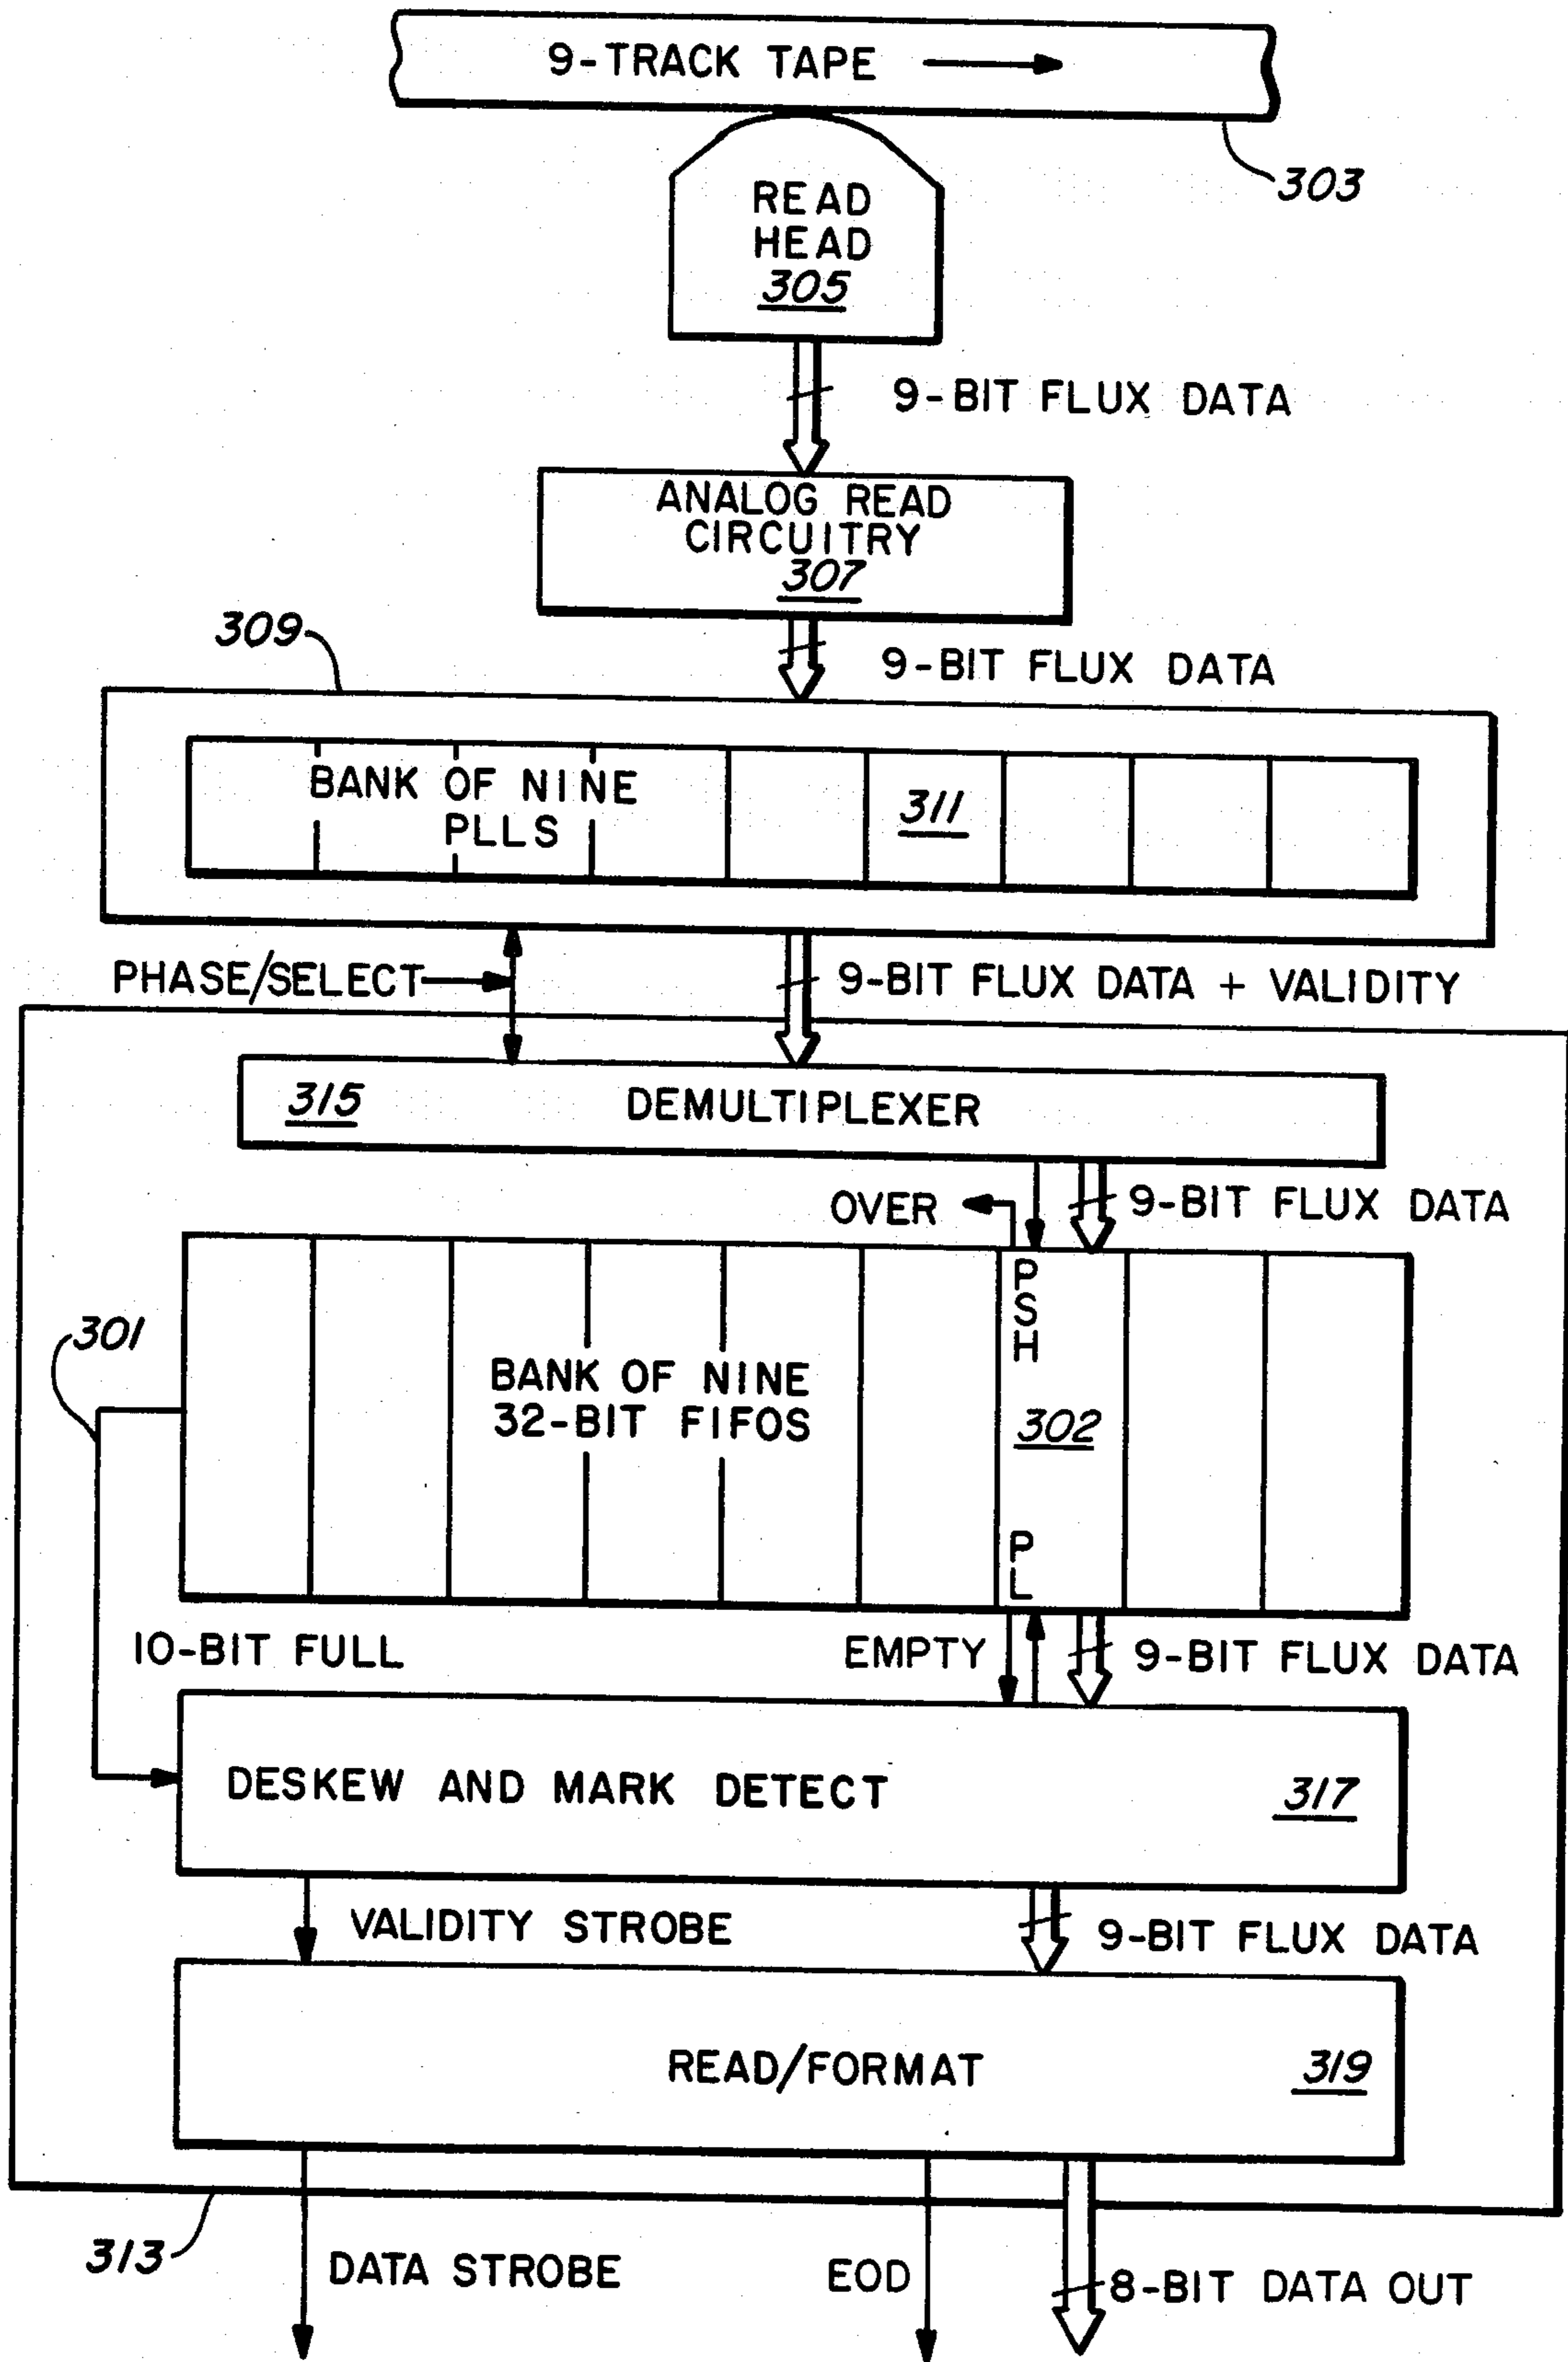 9-TRACK TAPE
303
READ
HEAD
305
9-BIT FLUX DATA
ANALOG READ
CIRCUITRY
307
309
9-BIT FLUX DATA
BANK OF NINE
PLLS
311
PHASE/SELECT
9-BIT FLUX DATA + VALIDITY
315
DEMULTIPLEXER
OVER
9-BIT FLUX DATA
301
PSH
BANK OF NINE
32-BIT FIFOS
302
PL
10-BIT FULL
EMPTY
9-BIT FLUX DATA
DESKEW AND MARK DETECT
317
VALIDITY STROBE
9-BIT FLUX DATA
READ/FORMAT
319
313
DATA STROBE
EOD
8-BIT DATA OUT